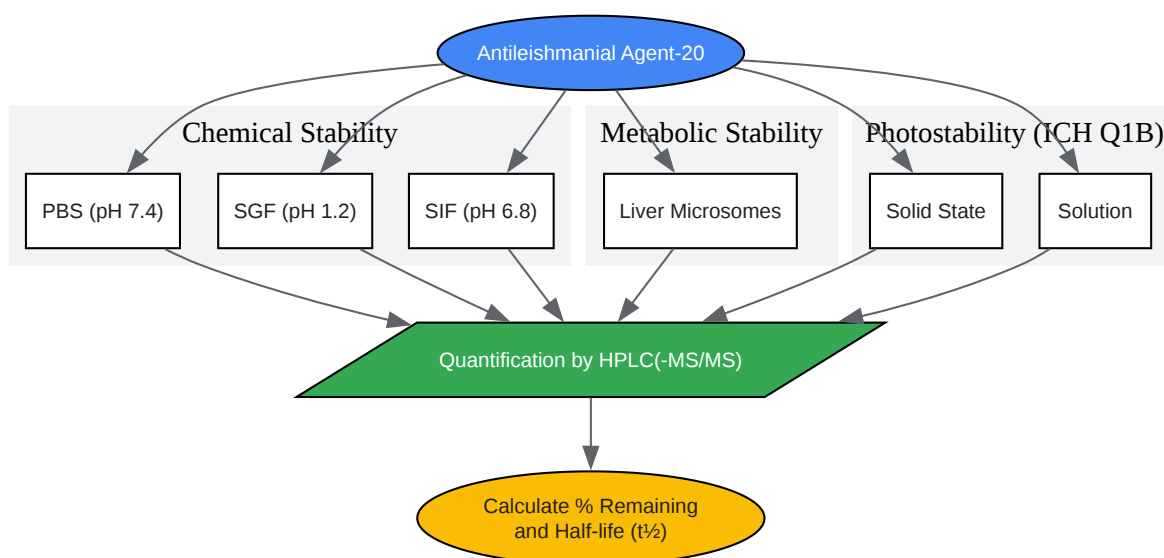 Antileishmanial Agent-20
Chemical Stability
Metabolic Stability
Photostability (ICH Q1B)
PBS (pH 7.4)
SGF (pH 1.2)
SIF (pH 6.8)
Liver Microsomes
Solid State
Solution
Quantification by HPLC(-MS/MS)
Calculate % Remaining
and Half-life (t½)